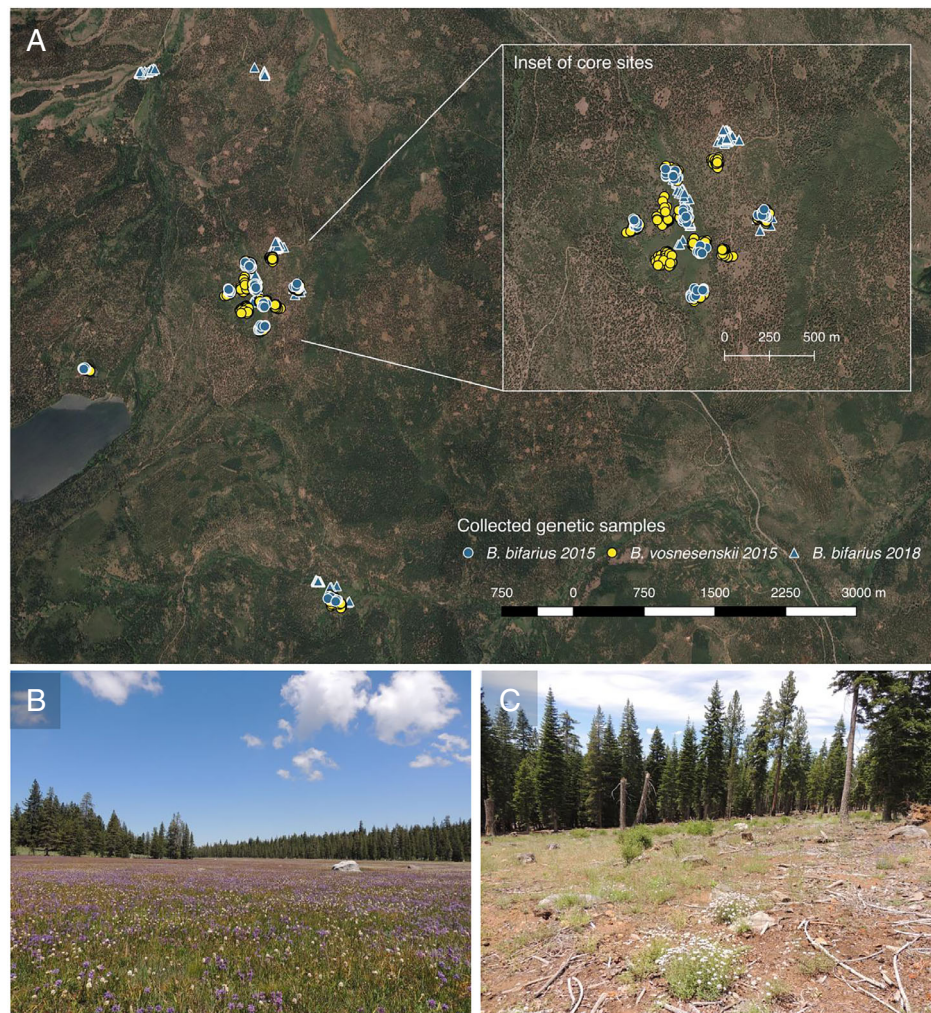 A
Inset of core sites
0 250 500 m
Collected genetic samples
B. bifarius 2015 B. vosnesenskii 2015 B. bifarius 2018
750 0 750 1500 2250 3000 m
B
C